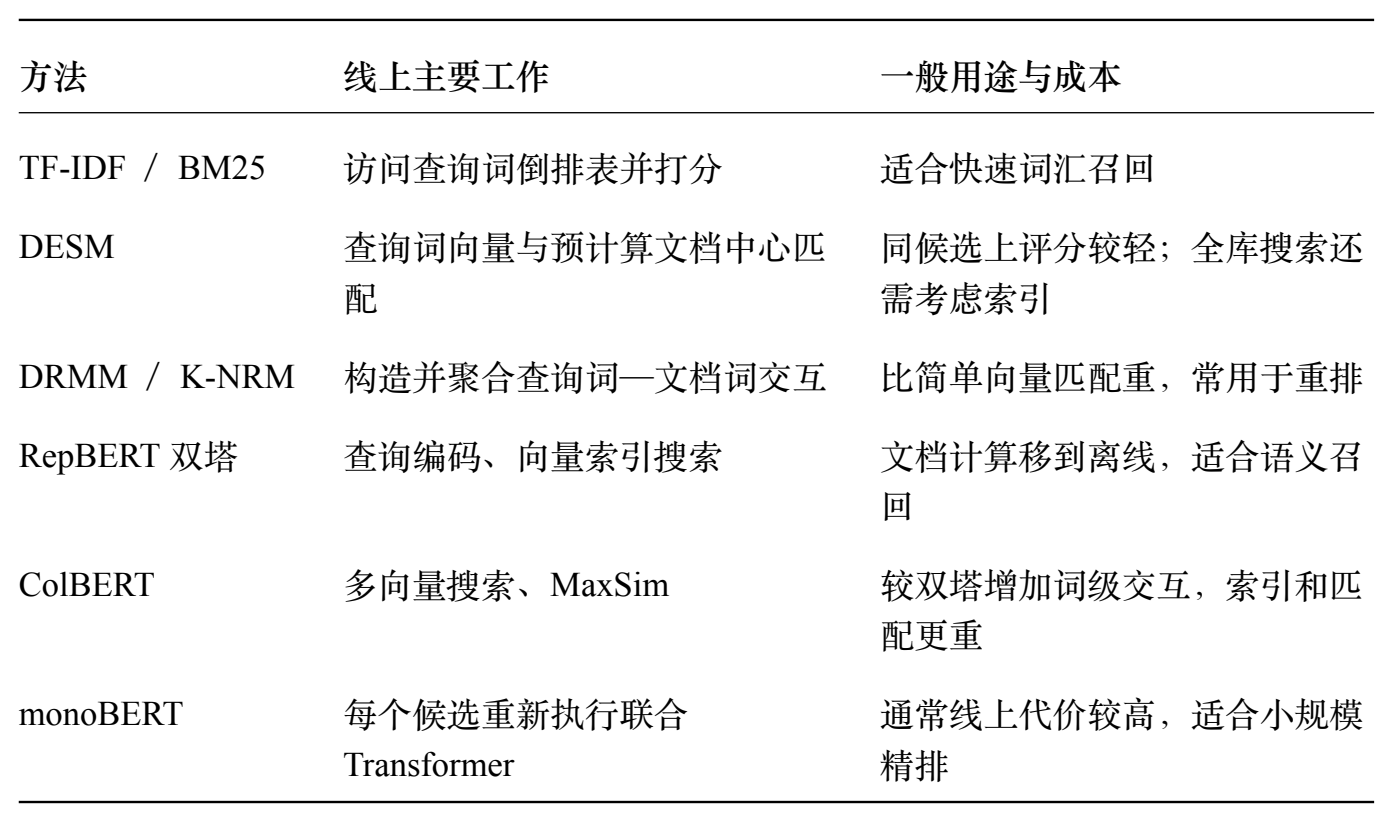 方法 线上主要工作 一般用途与成本
TF-IDF / BM25 访问查询词倒排表并打分 适合快速词汇召回
DESM 查询词向量与预计算文档中心匹 同候选上评分较轻；全库搜索还
配 需考虑索引
DRMM / K-NRM 构造并聚合查询词—文档词交互 比简单向量匹配重，常用于重排
RepBERT 双塔 查询编码、向量索引搜索 文档计算移到离线，适合语义召
回
ColBERT 多向量搜索、MaxSim 较双塔增加词级交互，索引和匹
配更重
monoBERT 每个候选重新执行联合 通常线上代价较高，适合小规模
Transformer 精排